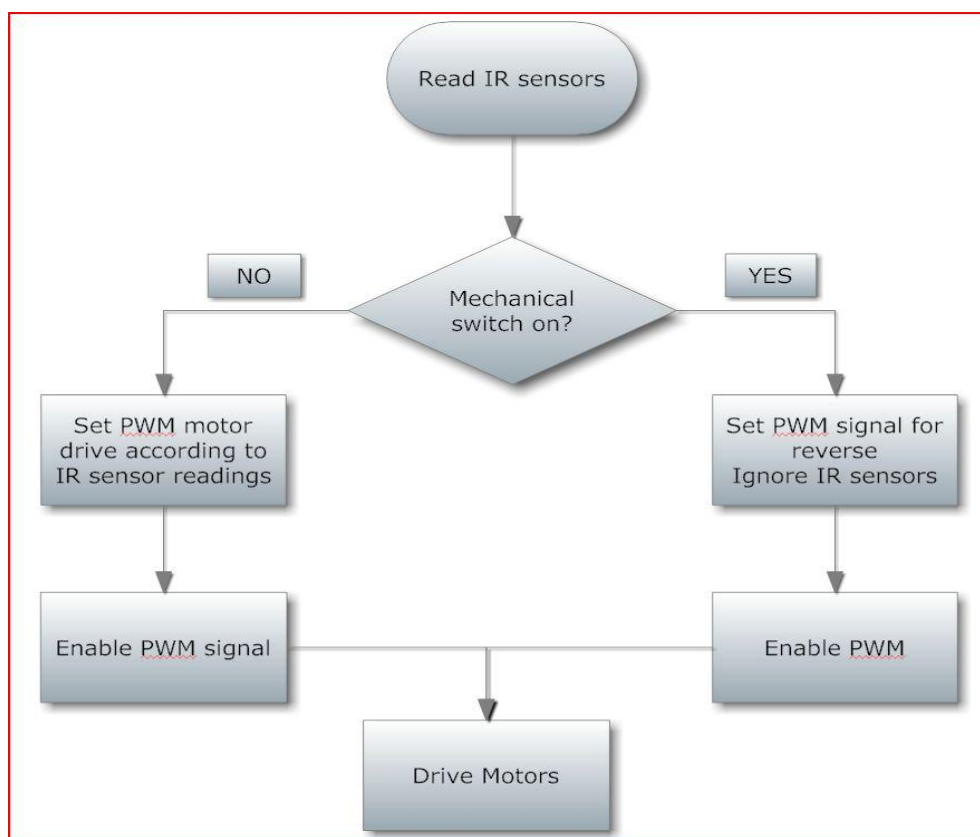 Read IR sensors
NO
YES
Mechanical
switch on?
Set PWM motor
drive according to
IR sensor readings
Set PWM signal for
reverse
Ignore IR sensors
Enable PWM signal
Enable PWM
Drive Motors